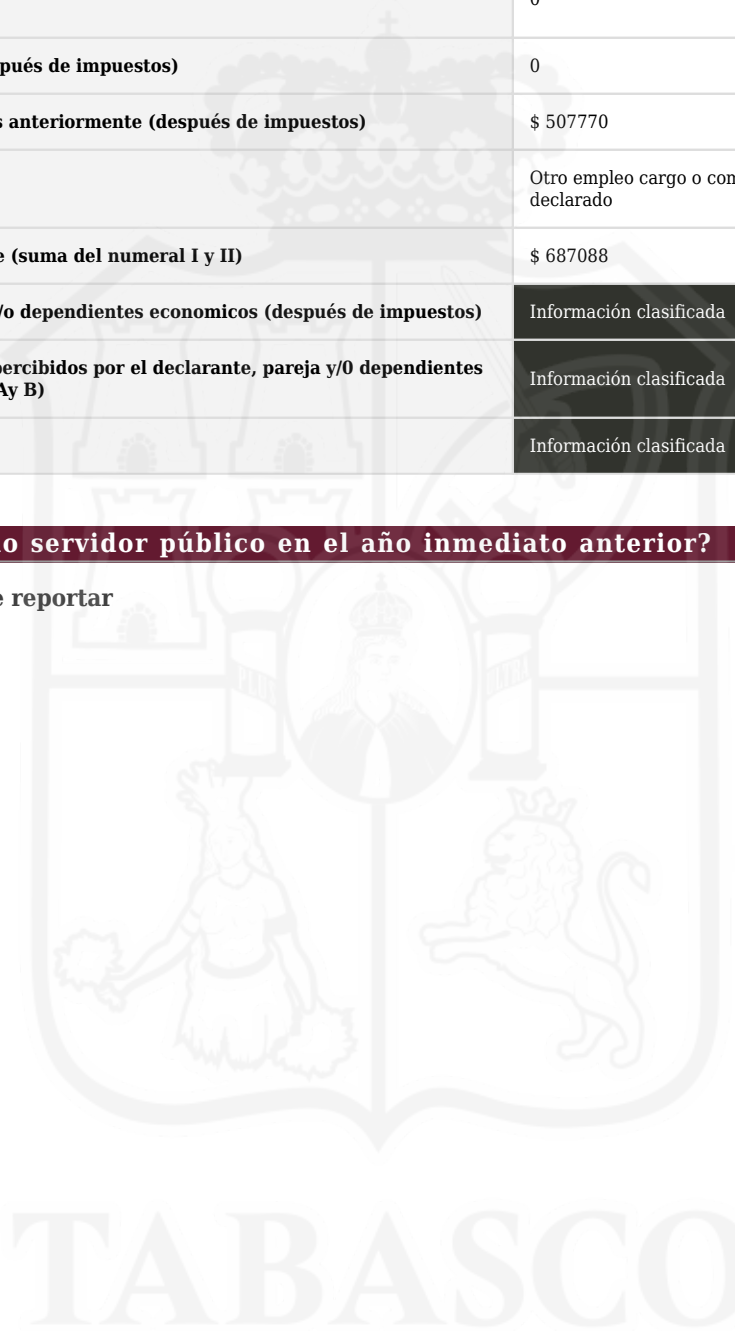 0
pués de impuestos)
0
s anteriormente (después de impuestos)
$ 507770
Otro empleo cargo o com
declarado
e (suma del numeral I y II)
$ 687088
/o dependientes economicos (después de impuestos)
Información clasificada
percibidos por el declarante, pareja y/0 dependientes
Ay B)
Información clasificada
Información clasificada
o servidor público en el año inmediato anterior?
e reportar
PLUS
ULTRA
TABASCO